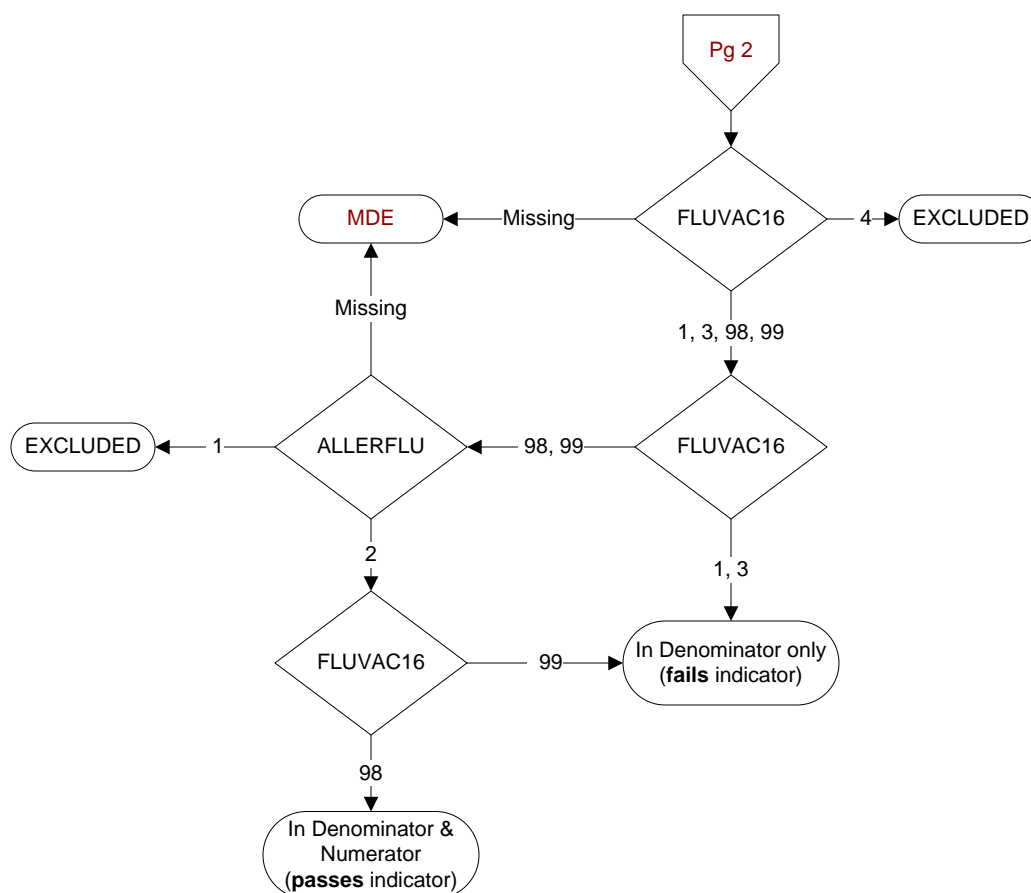 Pg 2
MDE
Missing
FLUVAC16
4
EXCLUDED
Missing
1, 3, 98, 99
EXCLUDED
1
ALLERFLU
98, 99
FLUVAC16
2
1, 3
FLUVAC16
99
In Denominator only
(fails indicator)
98
In Denominator &
Numerator
(passes indicator)